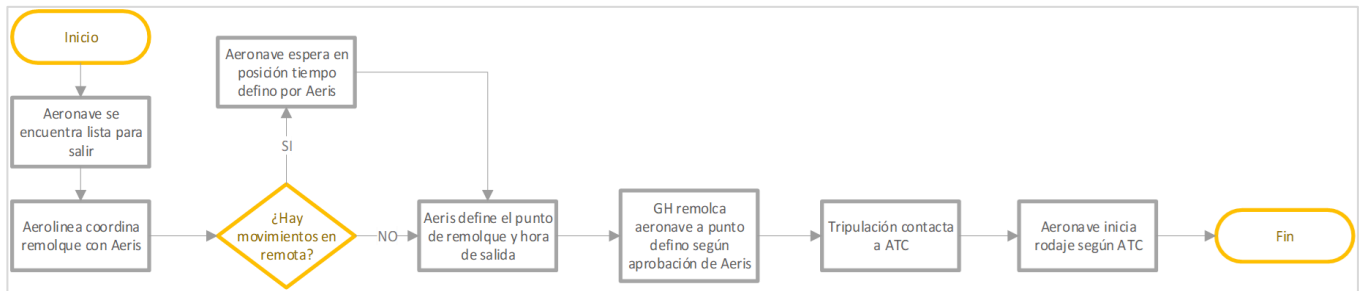 Inicio
Aeronave se
encuentra lista para
salir
Aerolinea coordina
remolque con Aeris
¿Hay
movimientos en
remota?
SI
Aeronave espera en
posición tiempo
defino por Aeris
NO
Aeris define el punto
de remolque y hora
de salida
GH remolca
aeronave a punto
defino según
aprobación de Aeris
Tripulación contacta
a ATC
Aeronave inicia
rodaje según ATC
Fin